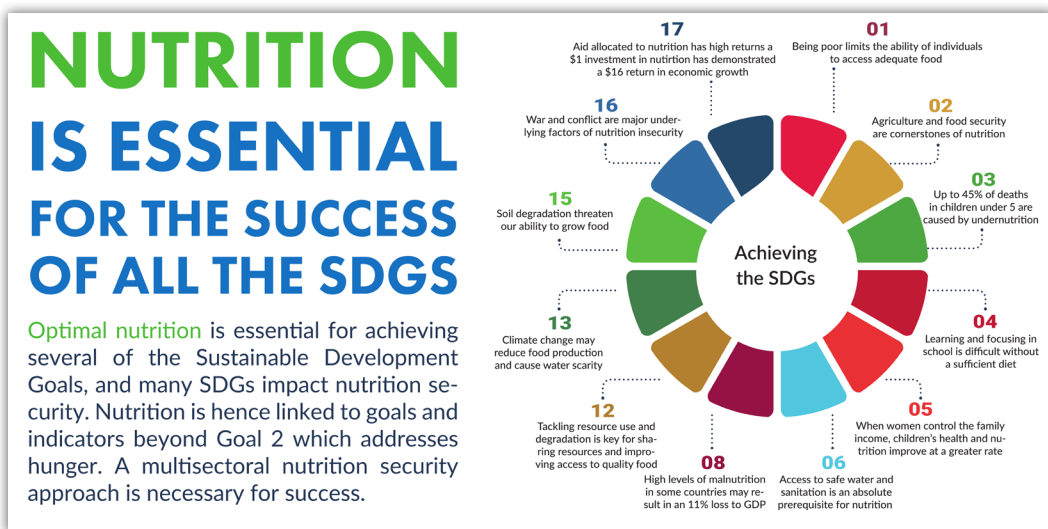 NUTRITION
IS ESSENTIAL
FOR THE SUCCESS
OF ALL THE SDGS
Optimal nutrition is essential for achieving
several of the Sustainable Development
Goals, and many SDGs impact nutrition se-
curity. Nutrition is hence linked to goals and
indicators beyond Goal 2 which addresses
hunger. A multisectoral nutrition security
approach is necessary for success.
Achieving
the SDGs
01
Being poor limits the ability of individuals
to access adequate food
02
Agriculture and food security
are cornerstones of nutrition
03
Up to 45% of deaths
in children under 5 are
caused by undernutrition
04
Learning and focusing in
school is difficult without
a sufficient diet
05
When women control the family
income, children's health and nu-
trition improve at a greater rate
06
Access to safe water and
sanitation is an absolute
prerequisite for nutrition
08
High levels of malnutrition
in some countries may re-
sult in an 11% loss to GDP
12
Tackling resource use and
degradation is key for sha-
ring resources and impro-
ving access to quality food
13
Climate change may
reduce food production
and cause water scarity
15
Soil degradation threaten
our ability to grow food
16
War and conflict are major under-
lying factors of nutrition insecurity
17
Aid allocated to nutrition has high returns a
$1 investment in nutirtion has demonstrated
a $16 return in economic growth